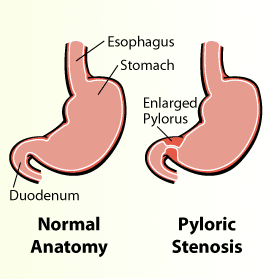 Esophagus
Stomach
Enlarged
Pylorus
Duodenum
Normal
Anatomy
Pyloric
Stenosis